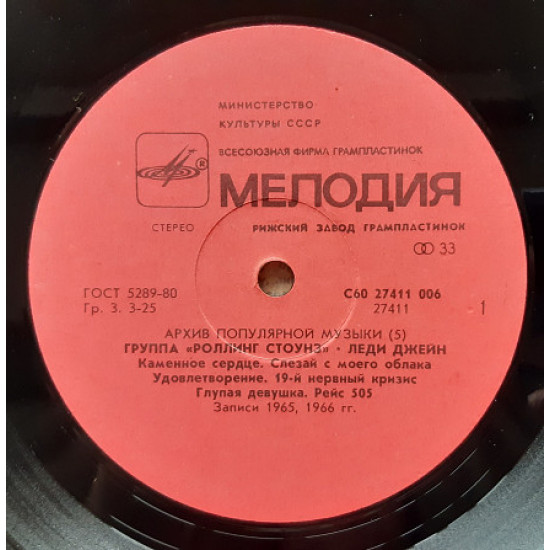 МИНИСТЕРСТВО
КУЛЬТУРЫ СССР
ВСЕСОЮЗНАЯ ФИРМА ГРАМПЛАСТИНОК
®
МЕЛОДИЯ
СТЕРЕО
РИЖСКИЙ ЗАВОД ГРАМПЛАСТИНОК
33
ГОСТ 5289-80
С60 27411 006
Гр. 3. 3-25
27411
1
АРХИВ ПОПУЛЯРНОЙ МУЗЫКИ (5)
ГРУППА «РОЛЛИНГ СТОУНЗ» · ЛЕДИ ДЖЕЙН
Каменное сердце. Слезай с моего облака
Удовлетворение. 19-й нервный кризис
Глупая девушка. Рейс 505
Записи 1965, 1966 гг.